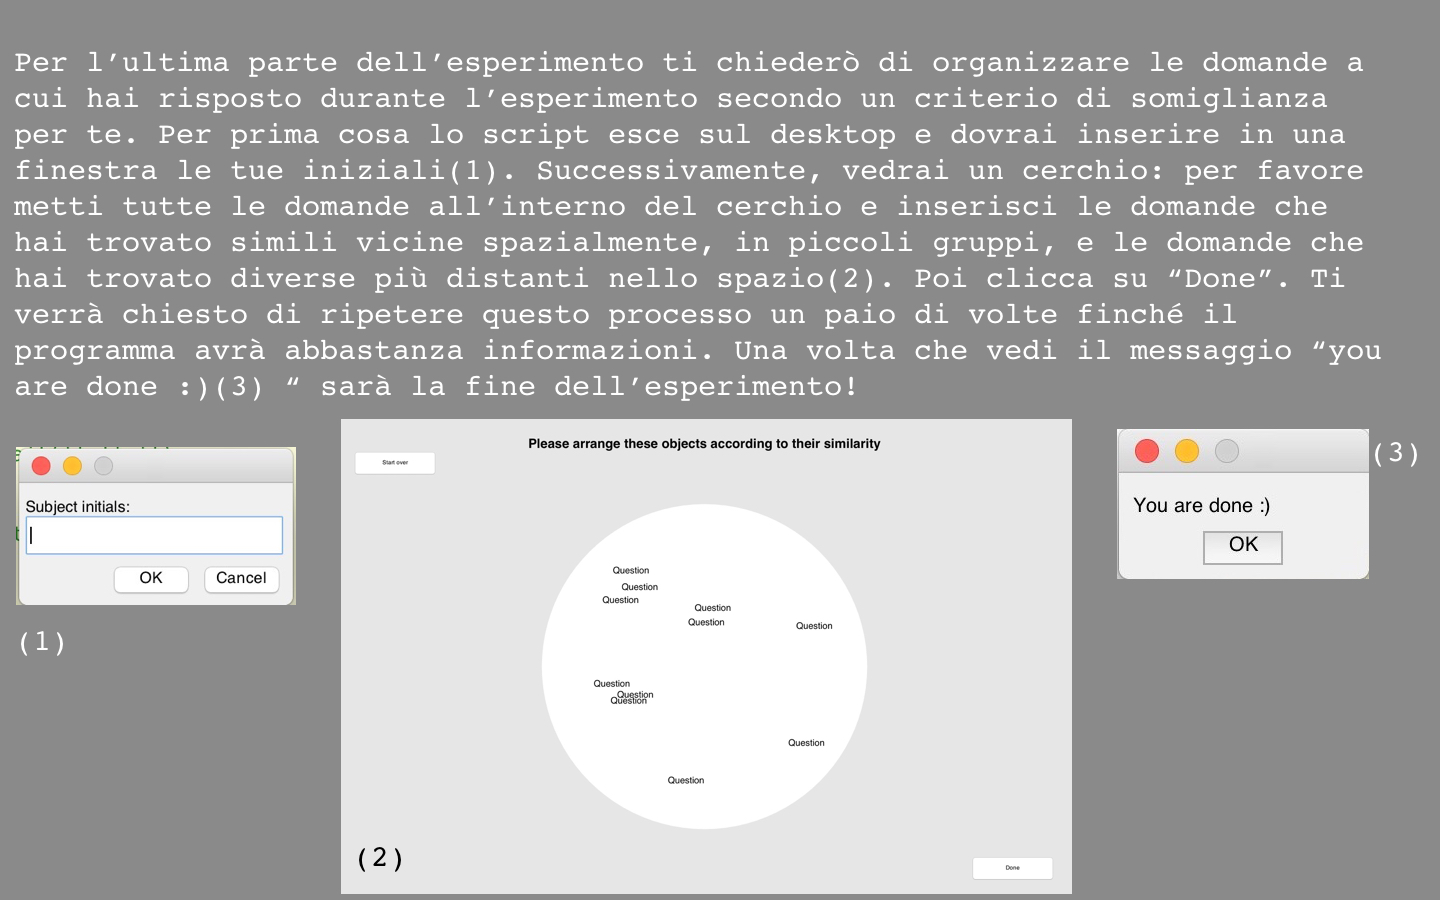 Per l’ultima parte dell’esperimento ti chiederò di organizzare le domande a
cui hai risposto durante l’esperimento secondo un criterio di somiglianza
per te. Per prima cosa lo script esce sul desktop e dovrai inserire in una
finestra le tue iniziali(1). Successivamente, vedrai un cerchio: per favore
metti tutte le domande all’interno del cerchio e inserisci le domande che
hai trovato simili vicine spazialmente, in piccoli gruppi, e le domande che
hai trovato diverse più distanti nello spazio(2). Poi clicca su “Done”. Ti
verrà chiesto di ripetere questo processo un paio di volte finché il
programma avrà abbastanza informazioni. Una volta che vedi il messaggio “you
are done :)(3) “ sarà la fine dell’esperimento!
Subject initials:
OK Cancel
(1)
Please arrange these objects according to their similarity
Start over
Question
Question
Question
Question
Question
Question
Question
Question
Question
Question
Question
(2)
Done
(3)
You are done :)
OK